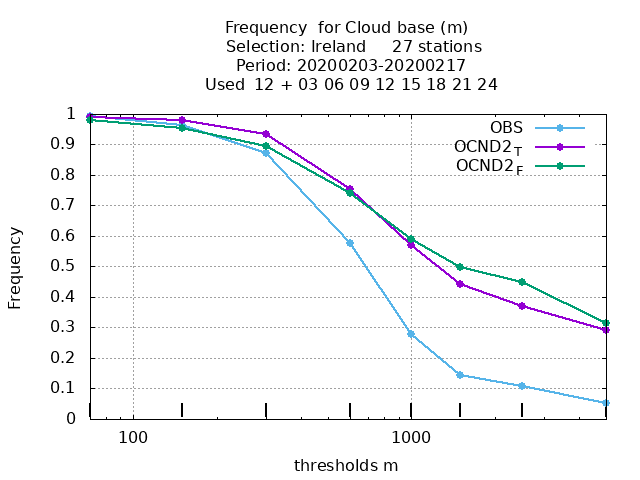 Frequency  for Cloud base (m)
Selection: Ireland     27 stations
Period: 20200203-20200217
Used  12 + 03 06 09 12 15 18 21 24
OBS
OCND2T
OCND2F
1
0.9
0.8
0.7
0.6
0.5
0.4
0.3
0.2
0.1
0
Frequency
100
1000
thresholds m